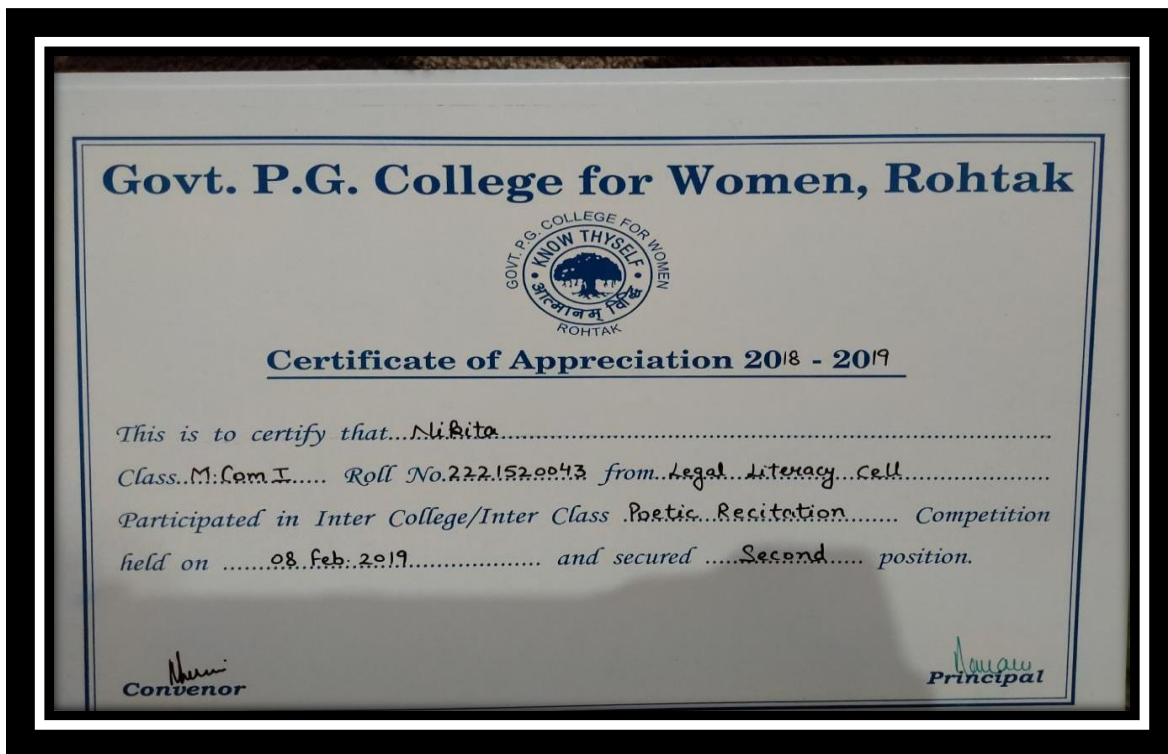 Govt. P.G. College for Women, Rohtak
GOVT. P.G. COLLEGE FOR WOMEN
KNOW THYSELF
आत्मानम् विद्धि
ROHTAK
Certificate of Appreciation 2018 - 2019
This is to certify that...Nikita
Class..M.Com I..... Roll No.2221520043 from..Legal Literacy Cell
Participated in Inter College/Inter Class .Poetic Recitation........ Competition
held on ........08 Feb. 2019.................... and secured .....Second..... position.
Convenor
Principal